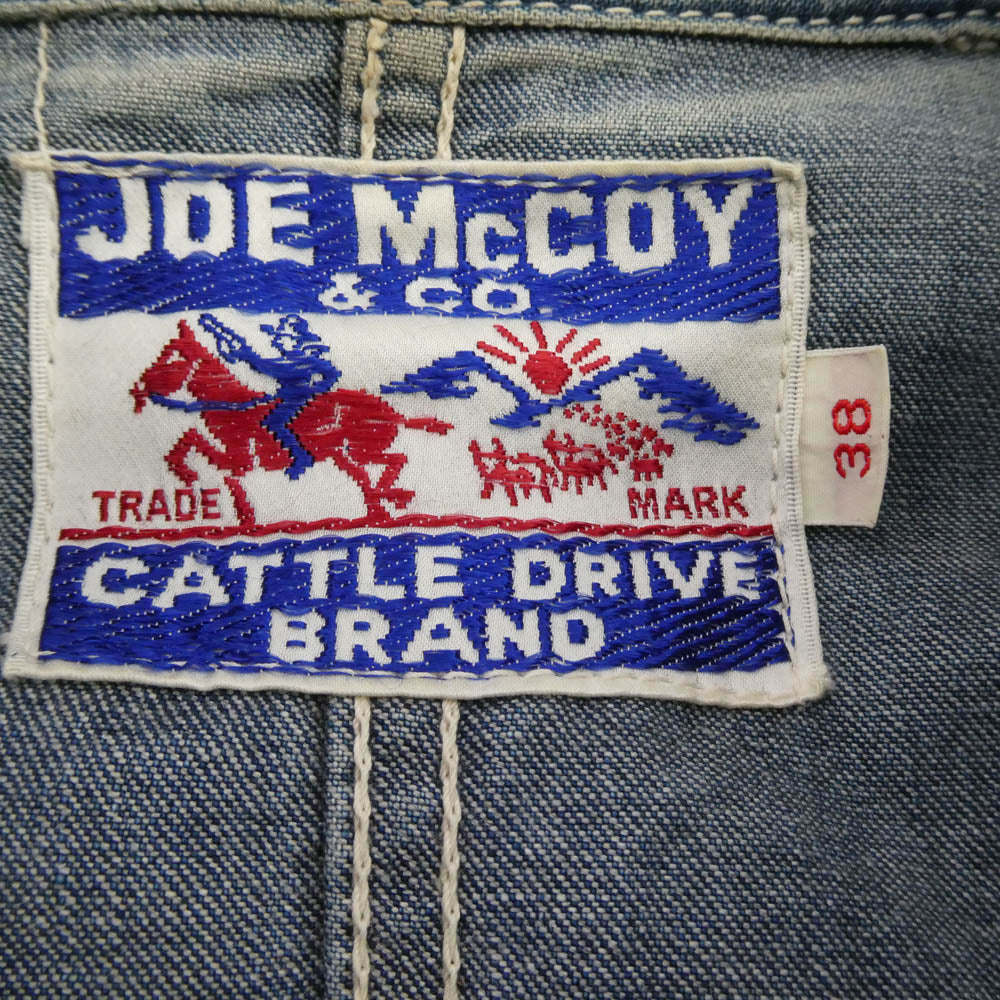 JOE McCOY
& CO
TRADE MARK
CATTLE DRIVE
BRAND
38